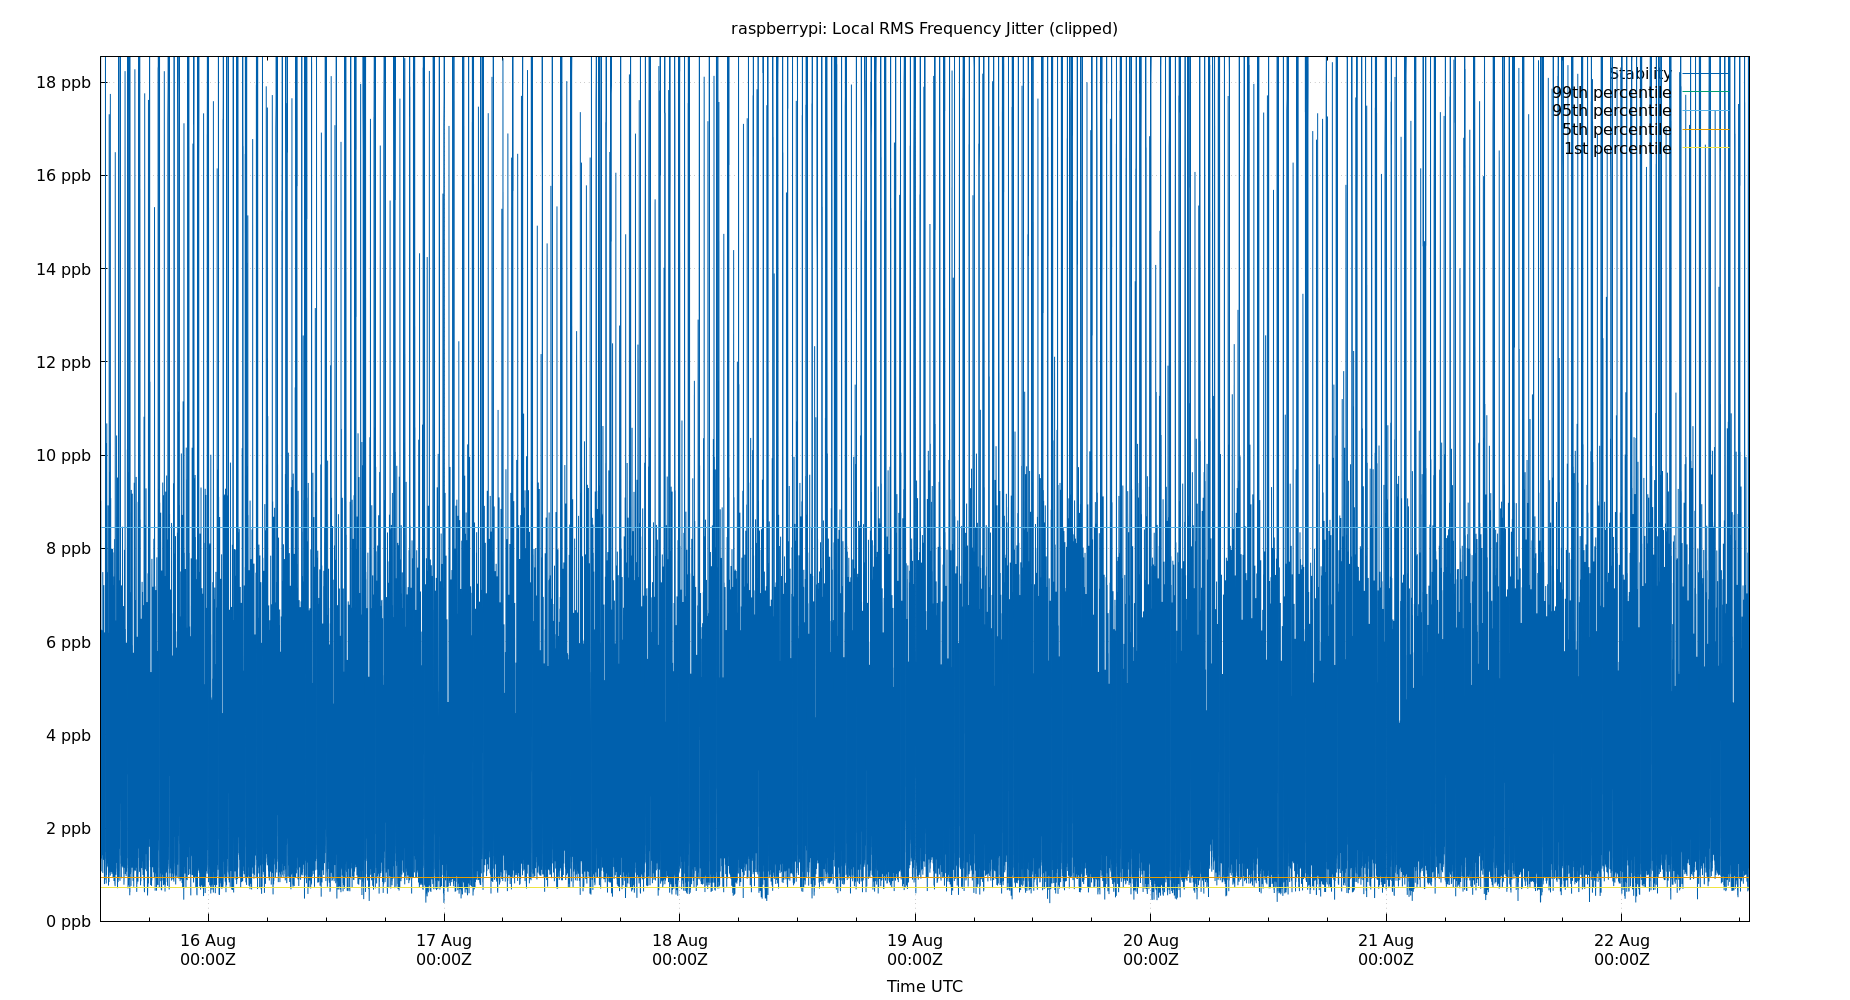 raspberrypi: Local RMS Frequency Jitter (clipped)
18 ppb
16 ppb
14 ppb
12 ppb
10 ppb
8 ppb
6 ppb
4 ppb
2 ppb
0 ppb
Stability
99th percentile
95th percentile
5th percentile
1st percentile
16 Aug 17 Aug 18 Aug 19 Aug 20 Aug 21 Aug 22 Aug
00:00Z 00:00Z 00:00Z 00:00Z 00:00Z 00:00Z 00:00Z
Time UTC